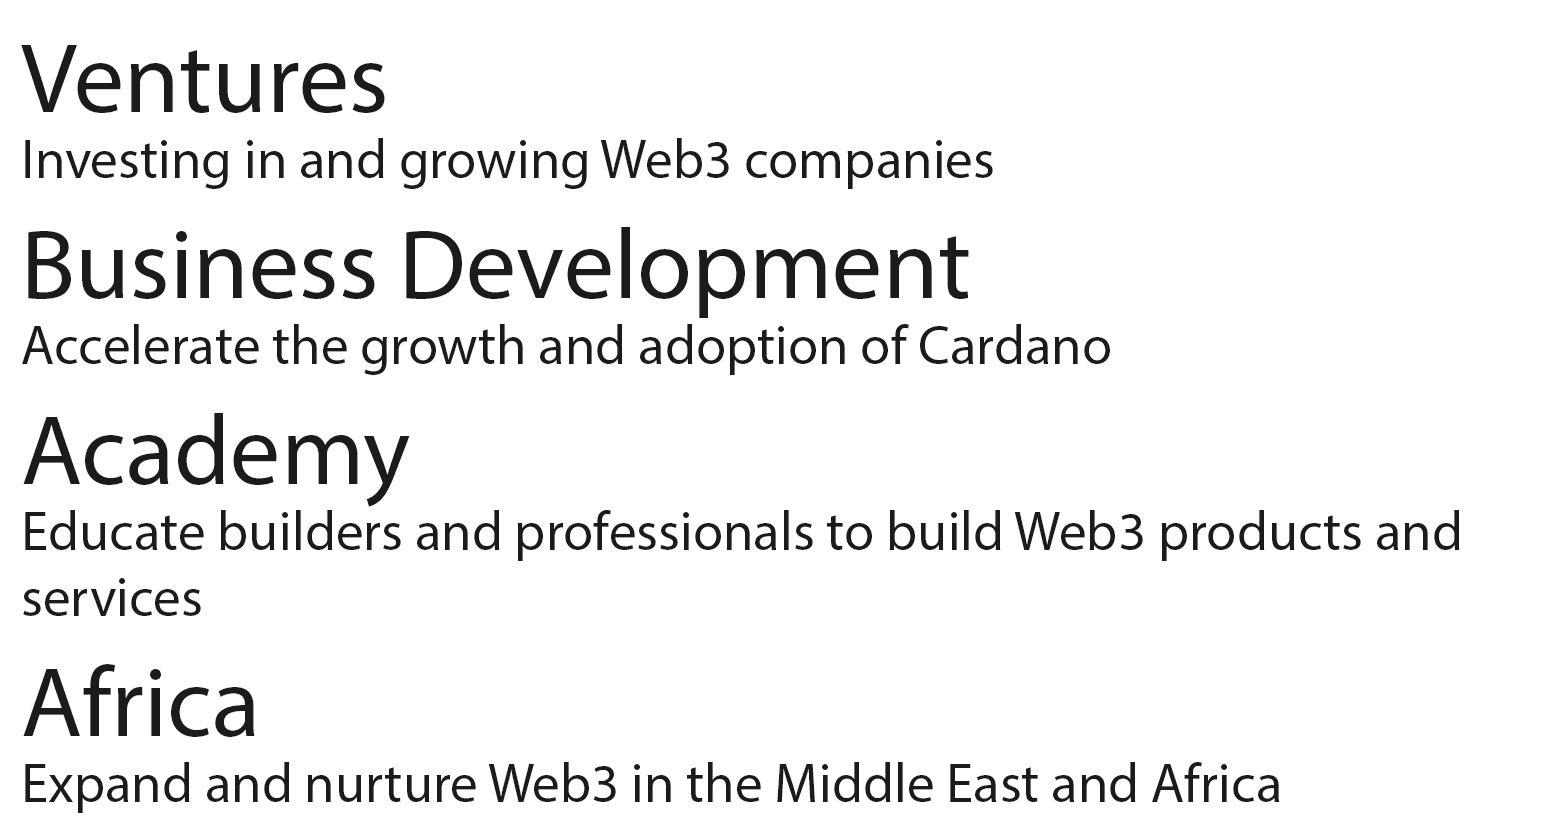 Ventures
Investing in and growing Web3 companies
Business Development
Accelerate the growth and adoption of Cardano
Academy
Educate builders and professionals to build Web3 products and
services
Africa
Expand and nurture Web3 in the Middle East and Africa